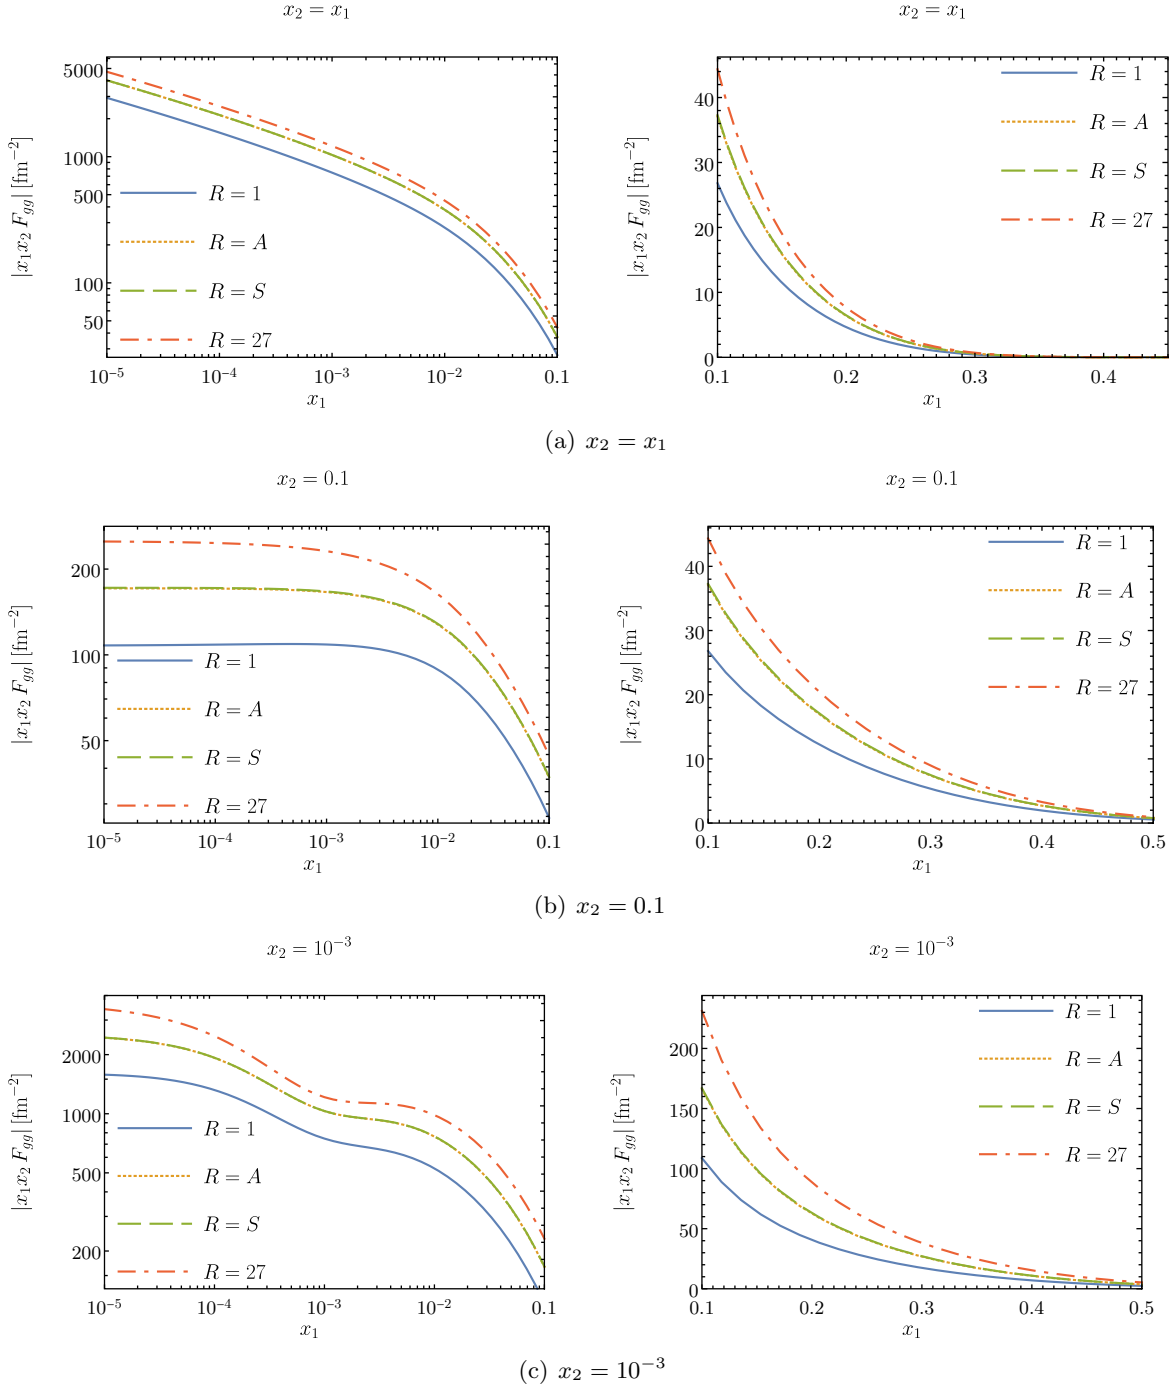 x₂ = x₁
x₂ = x₁
|x₁x₂ F_gg| [fm⁻²]
5000
1000
500
100
50
R = 1
R = A
R = S
R = 27
10⁻⁵
10⁻⁴
10⁻³
10⁻²
0.1
x₁
|x₁x₂ F_gg| [fm⁻²]
40
30
20
10
0
R = 1
R = A
R = S
R = 27
0.1
0.2
0.3
0.4
x₁
(a) x₂ = x₁
x₂ = 0.1
x₂ = 0.1
|x₁x₂ F_gg| [fm⁻²]
200
100
50
R = 1
R = A
R = S
R = 27
10⁻⁵
10⁻⁴
10⁻³
10⁻²
0.1
x₁
|x₁x₂ F_gg| [fm⁻²]
40
30
20
10
0
R = 1
R = A
R = S
R = 27
0.1
0.2
0.3
0.4
0.5
x₁
(b) x₂ = 0.1
x₂ = 10⁻³
x₂ = 10⁻³
|x₁x₂ F_gg| [fm⁻²]
2000
1000
500
200
R = 1
R = A
R = S
R = 27
10⁻⁵
10⁻⁴
10⁻³
10⁻²
0.1
x₁
|x₁x₂ F_gg| [fm⁻²]
200
150
100
50
0
R = 1
R = A
R = S
R = 27
0.1
0.2
0.3
0.4
0.5
x₁
(c) x₂ = 10⁻³